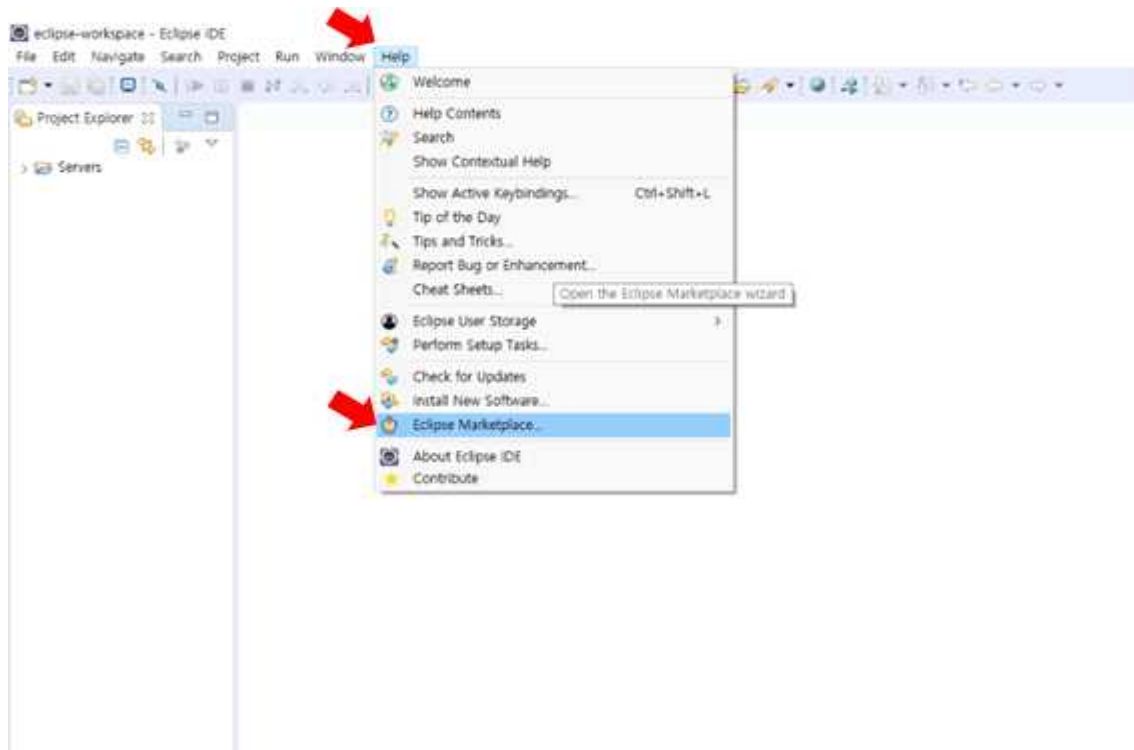 eclipse-workspace - Eclipse IDE
File Edit Navigate Search Project Run Window Help
Project Explorer
Servers
Welcome
Help Contents
Search
Show Contextual Help
Show Active Keybindings... Ctrl+Shift+L
Tip of the Day
Tips and Tricks...
Report Bug or Enhancement...
Cheat Sheets...
Open the Eclipse Marketplace wizard
Eclipse User Storage
Perform Setup Tasks...
Check for Updates
Install New Software...
Eclipse Marketplace...
About Eclipse IDE
Contribute